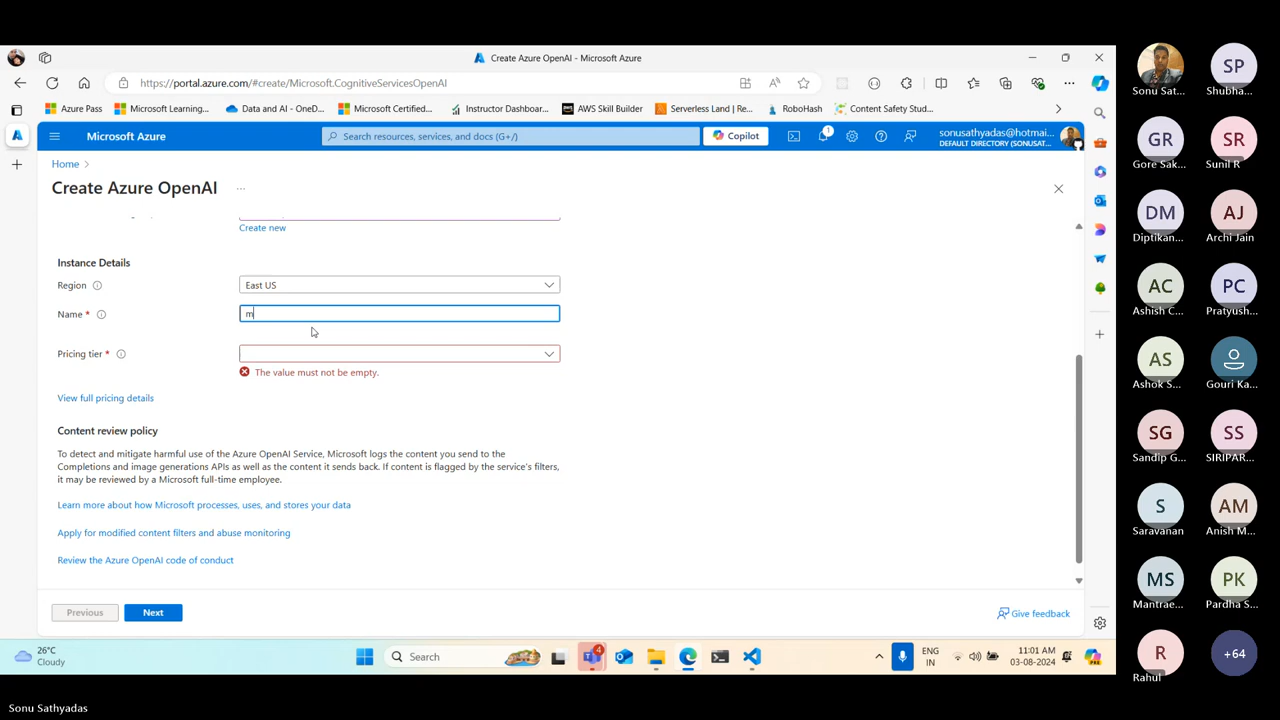 Create Azure OpenAI - Microsoft Azure
https://portal.azure.com/#create/Microsoft.CognitiveServicesOpenAI
Azure Pass
Microsoft Learning...
Data and AI - OneD...
Microsoft Certified...
Instructor Dashboar...
AWS Skill Builder
Serverless Land | Re...
RoboHash
Content Safety Stud...
Microsoft Azure
Search resources, services, and docs (G+/)
Copilot
1
sonusathyadas@hotmai...
DEFAULT DIRECTORY (SONUSAT...
Home >
Create Azure OpenAI ...
Create new
Instance Details
Region
East US
Name *
m
Pricing tier *
The value must not be empty.
View full pricing details
Content review policy
To detect and mitigate harmful use of the Azure OpenAI Service, Microsoft logs the content you send to the
Completions and image generations APIs as well as the content it sends back. If content is flagged by the service's filters,
it may be reviewed by a Microsoft full-time employee.
Learn more about how Microsoft processes, uses, and stores your data
Apply for modified content filters and abuse monitoring
Review the Azure OpenAI code of conduct
Previous
Next
Give feedback
26°C
Cloudy
Search
4
ENG
IN
11:01 AM
03-08-2024
Sonu Sathyadas
Sonu Sat...
SP
Shubha...
GR
Gore Sak...
SR
Sunil R
DM
Diptikan...
AJ
Archi Jain
AC
Ashish C...
PC
Pratyush...
AS
Ashok S...
Gouri Ka...
SG
Sandip G...
SS
SIRIPAR...
S
Saravanan
AM
Anish M...
MS
Mantrae...
PK
Pardha S...
R
Rahul
+64